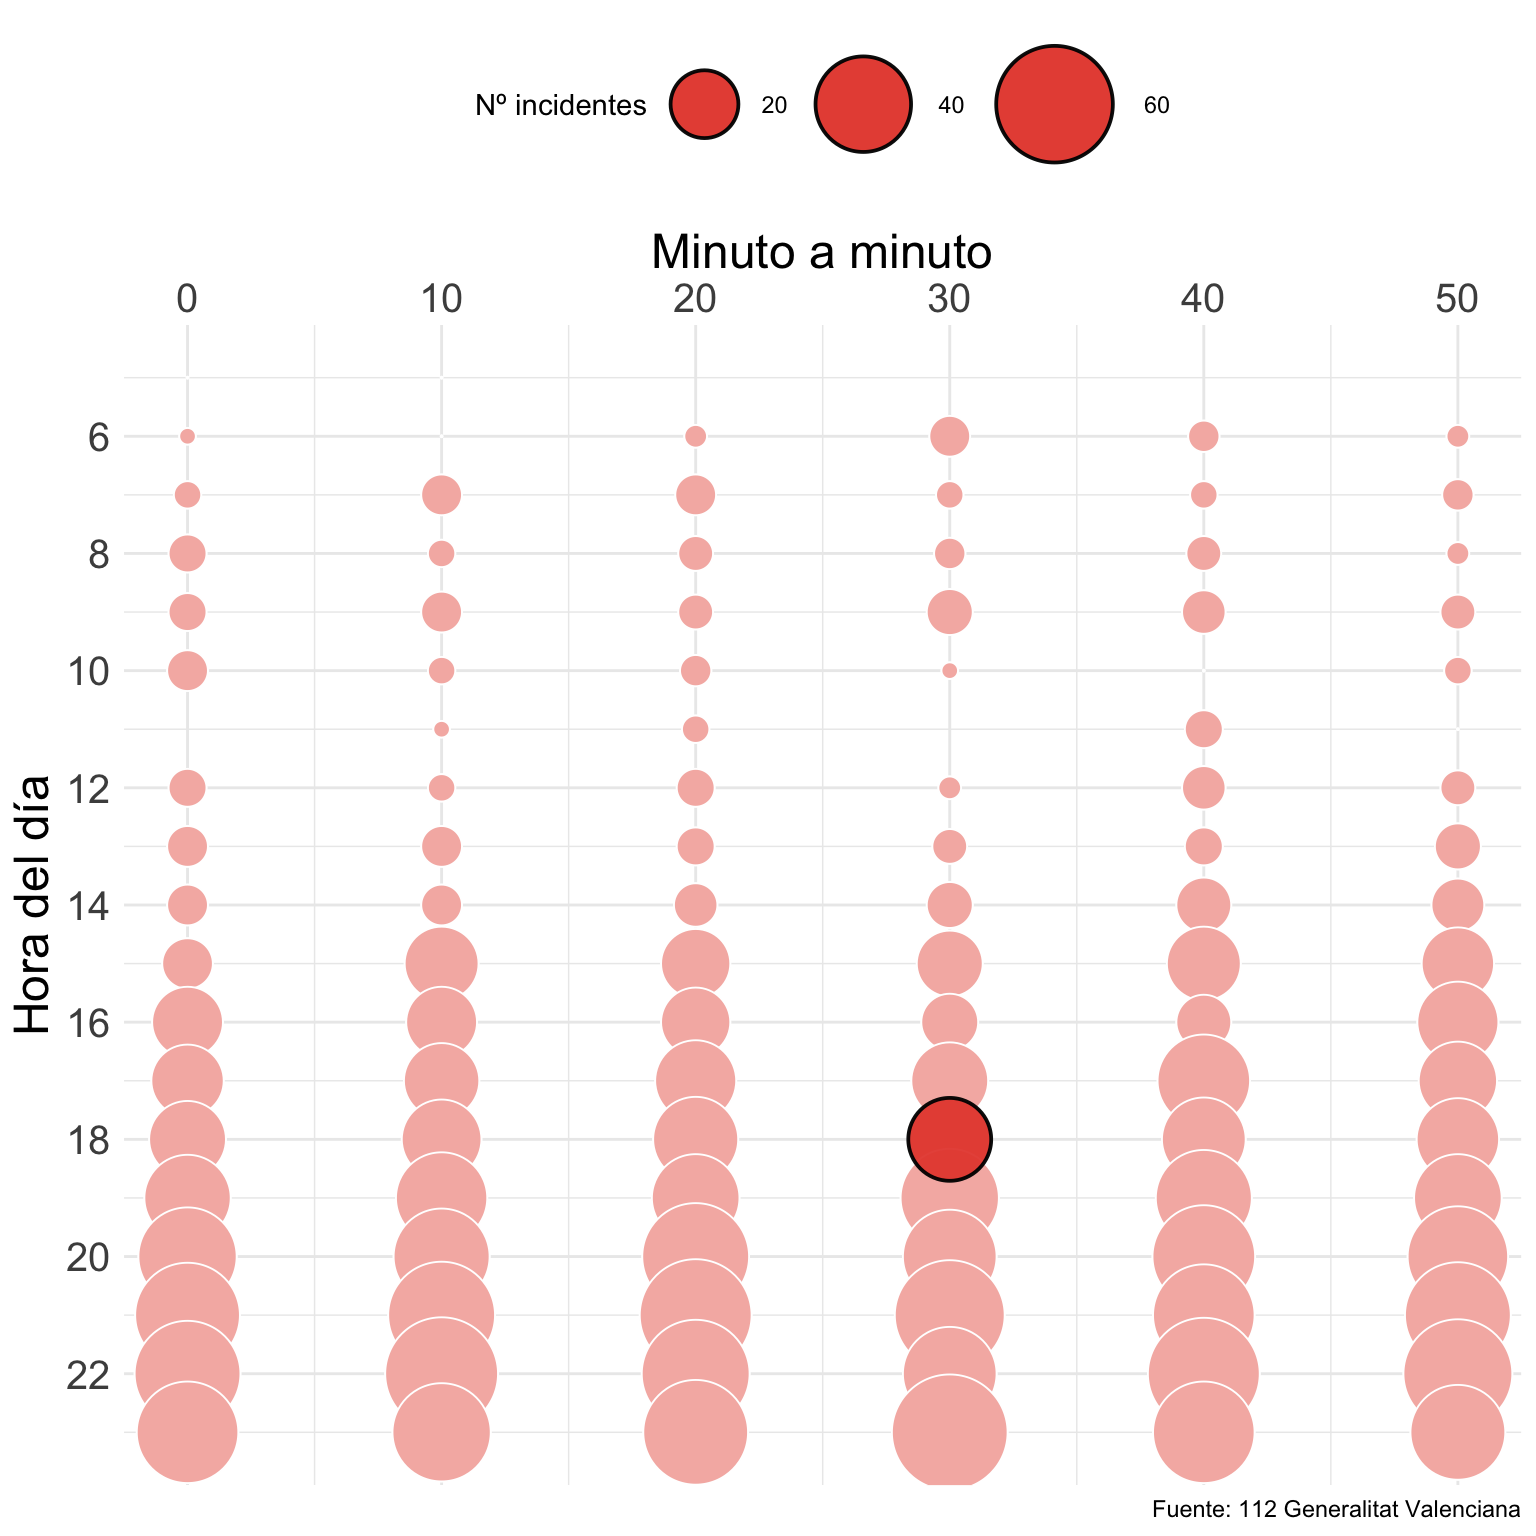 Nº incidentes 20 40 60
Minuto a minuto
0 10 20 30 40 50
Hora del día
6
8
10
12
14
16
18
20
22
Fuente: 112 Generalitat Valenciana